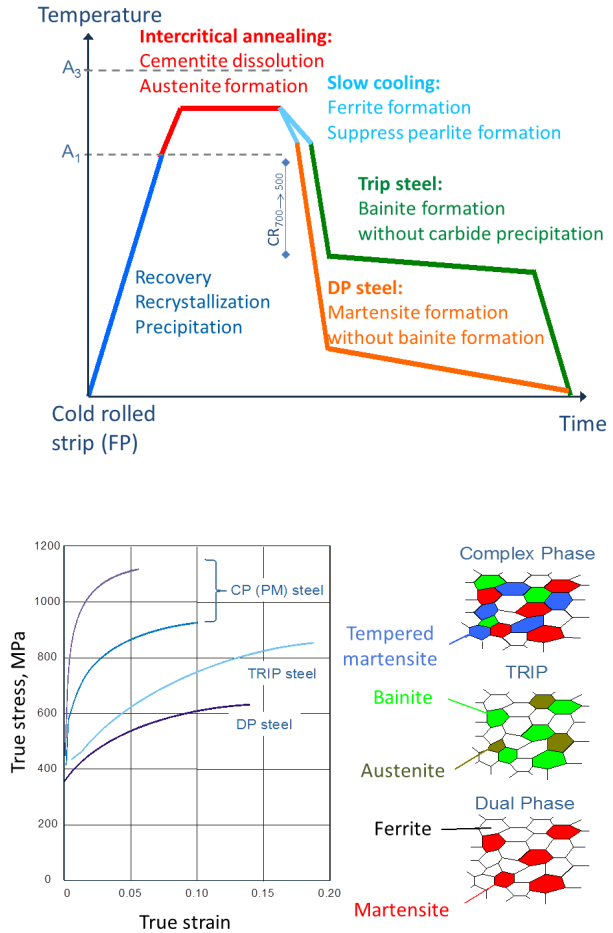 Temperature
Intercritical annealing:
Cementite dissolution
Austenite formation
A3
Slow cooling:
Ferrite formation
Suppress pearlite formation
A1
CR700→500
Trip steel:
Bainite formation
without carbide precipitation
Recovery
Recrystallization
Precipitation
DP steel:
Martensite formation
without bainite formation
Cold rolled
strip (FP)
Time
1200
1000
800
600
400
200
0
True stress, MPa
CP (PM) steel
TRIP steel
DP steel
0
0.05
0.10
0.15
0.20
True strain
Complex Phase
Tempered
martensite
TRIP
Bainite
Austenite
Dual Phase
Ferrite
Martensite